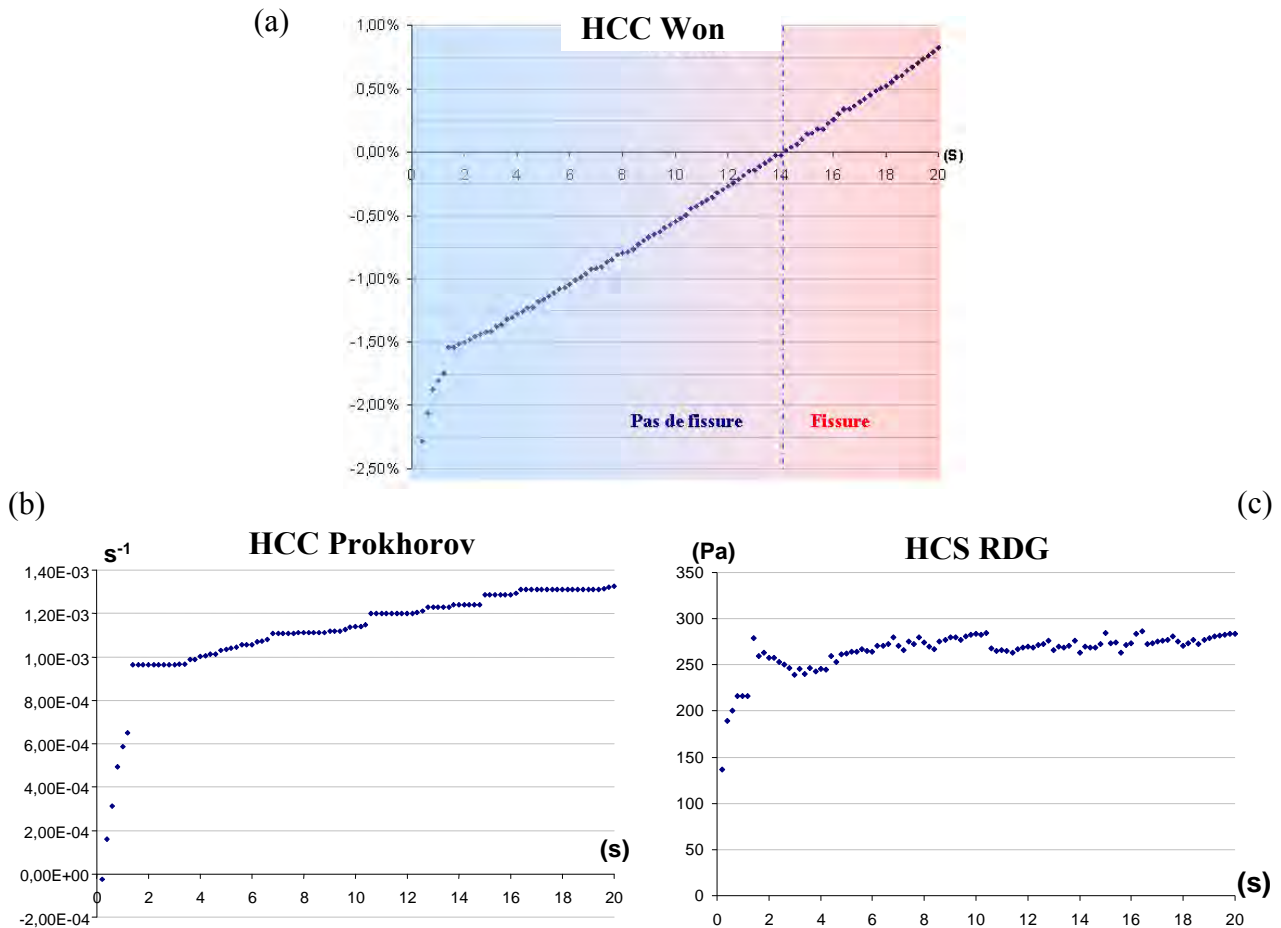 (a)
HCC Won
1,00%
0,50%
0,00%
-0,50%
-1,00%
-1,50%
-2,00%
-2,50%
0 2 4 6 8 10 12 14 16 18 20
(S)
Pas de fissure
Fissure
(b)
HCC Prokhorov
s-1
1,40E-03
1,20E-03
1,00E-03
8,00E-04
6,00E-04
4,00E-04
2,00E-04
0,00E+00
-2,00E-04
0 2 4 6 8 10 12 14 16 18 20
(s)
(c)
HCS RDG
(Pa)
350
300
250
200
150
100
50
0
0 2 4 6 8 10 12 14 16 18 20
(s)